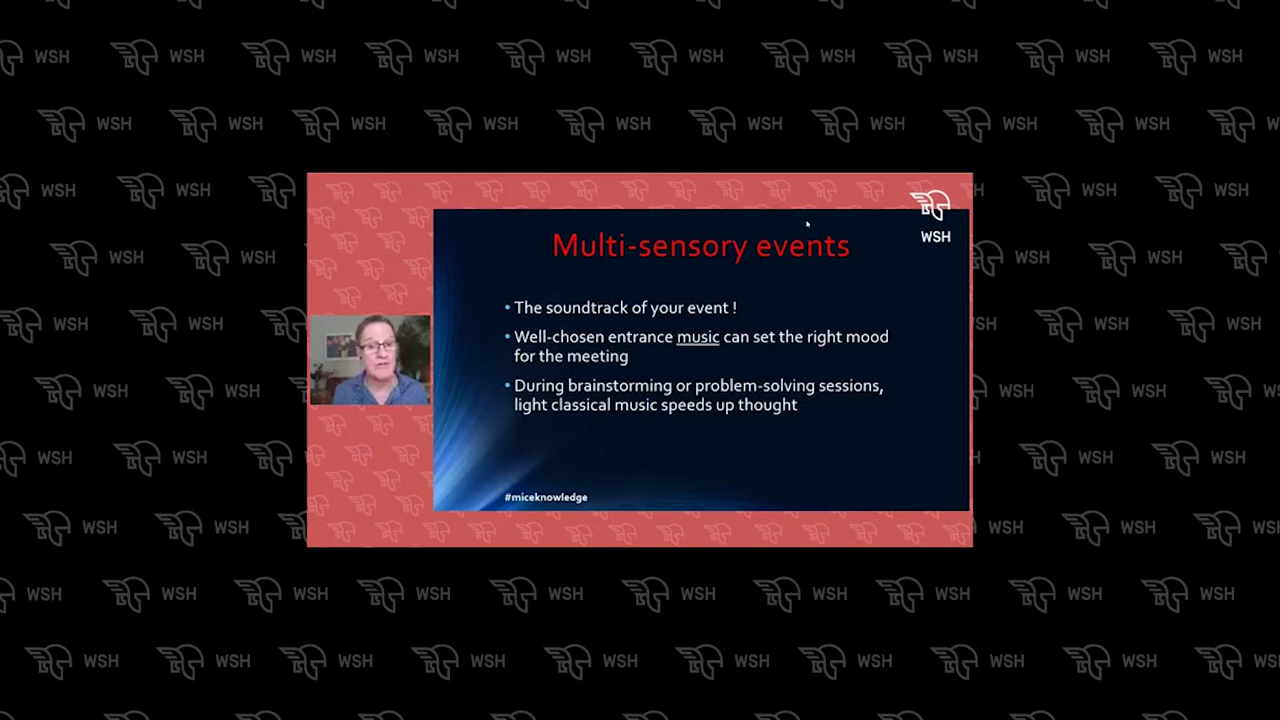 WSH
Multi-sensory events
• The soundtrack of your event !
• Well-chosen entrance music can set the right mood
for the meeting
• During brainstorming or problem-solving sessions,
light classical music speeds up thought
#miceknowledge